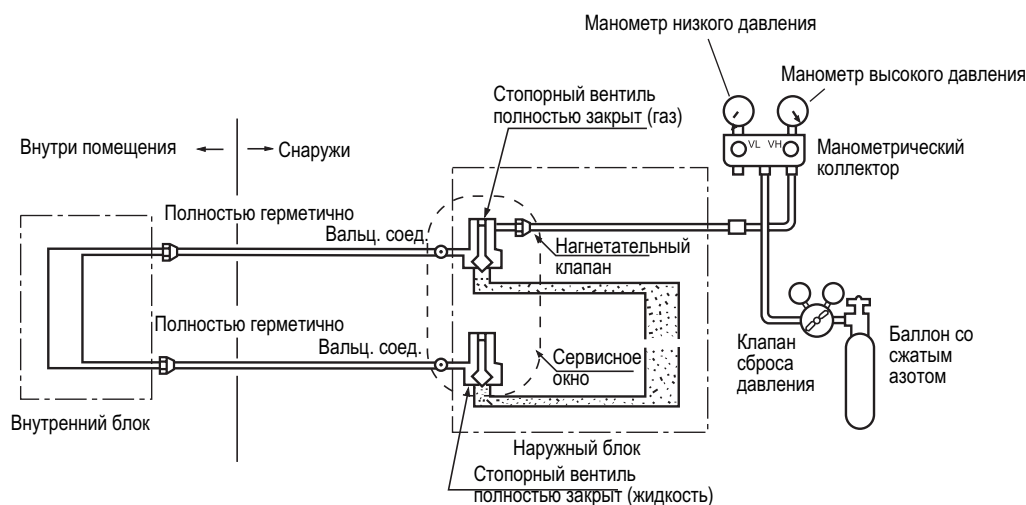 Манометр низкого давления
Манометр высокого давления
Стопорный вентиль
полностью закрыт (газ)
Внутри помещения
Снаружи
VL VH
Манометрический
коллектор
Полностью герметично
Вальц. соед.
Нагнетательный
клапан
Полностью герметично
Вальц. соед.
Сервисное
окно
Клапан
сброса
давления
Баллон со
сжатым
азотом
Внутренний блок
Наружный блок
Стопорный вентиль
полностью закрыт (жидкость)